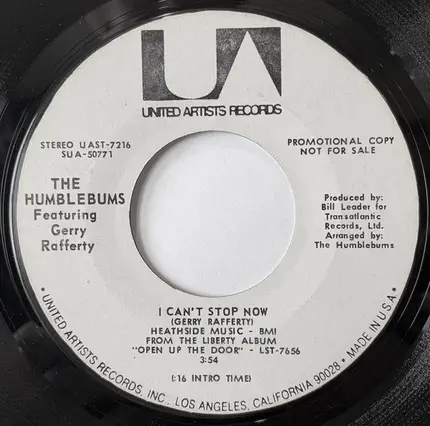 UA
UNITED ARTISTS RECORDS
STEREO UAST-7216
SUA-50771
PROMOTIONAL COPY
NOT FOR SALE
THE
HUMBLEBUMS
Featuring
Gerry
Rafferty
Produced by:
Bill Leader for
Transatlantic
Records, Ltd.
Arranged by:
The Humblebums
I CAN'T STOP NOW
(GERRY RAFFERTY)
HEATHSIDE MUSIC - BMI
FROM THE LIBERTY ALBUM
"OPEN UP THE DOOR" - LST-7656
3:54
(:16 INTRO TIME)
• UNITED ARTISTS RECORDS, INC., LOS ANGELES, CALIFORNIA 90028 • MADE IN U.S.A. •